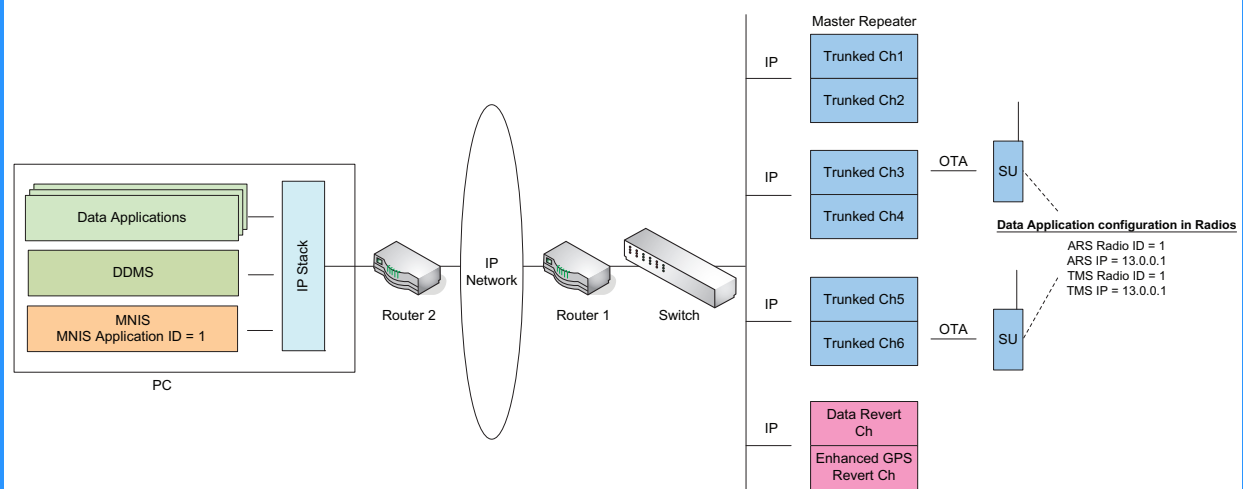 Data Applications
DDMS
MNIS
MNIS Application ID = 1
IP Stack
PC
Router 2
IP
Network
Router 1
Switch
Master Repeater
IP
Trunked Ch1
Trunked Ch2
IP
Trunked Ch3
Trunked Ch4
OTA
SU
IP
Trunked Ch5
Trunked Ch6
OTA
SU
IP
Data Revert
Ch
Enhanced GPS
Revert Ch
Data Application configuration in Radios
ARS Radio ID = 1
ARS IP = 13.0.0.1
TMS Radio ID = 1
TMS IP = 13.0.0.1